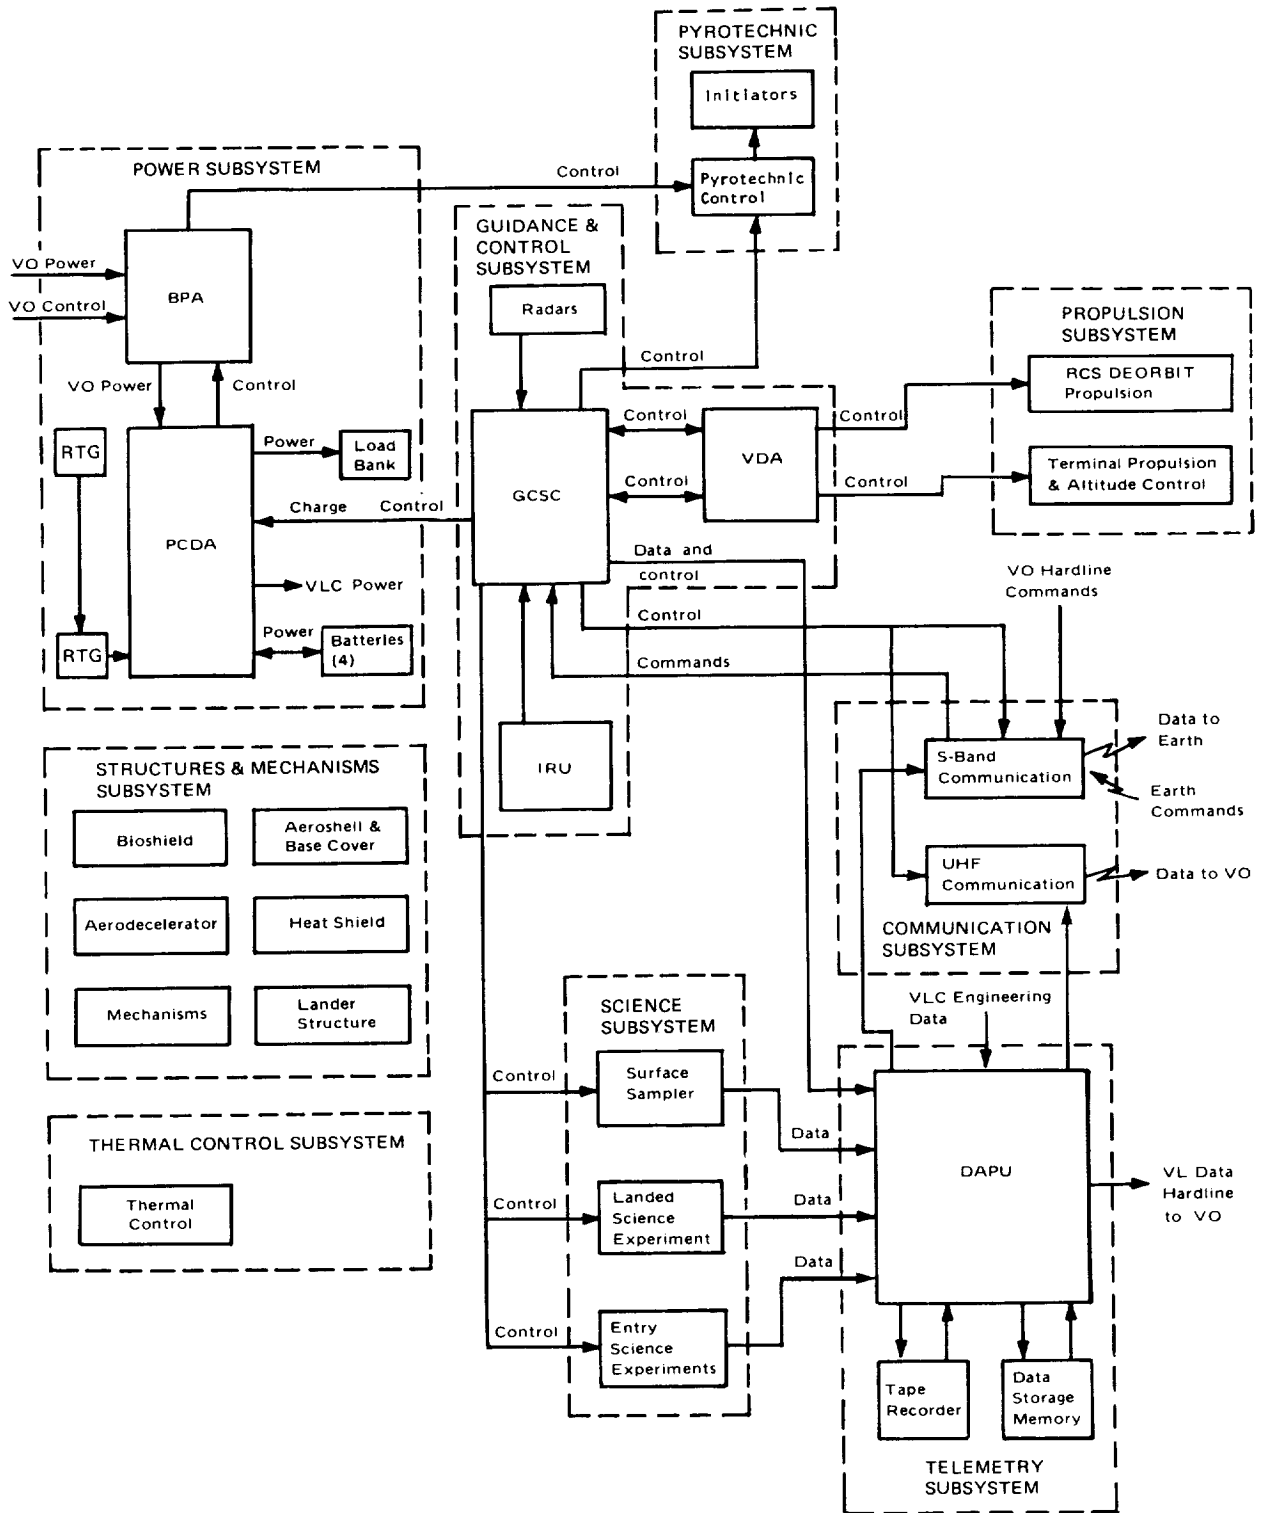 PYROTECHNIC
SUBSYSTEM
Initiators
Pyrotechnic
Control
Control
POWER SUBSYSTEM
VO Power
VO Control
BPA
VO Power
Control
RTG
Power
Load
Bank
Charge Control
PCDA
VLC Power
RTG
Power
Batteries
(4)
GUIDANCE &
CONTROL
SUBSYSTEM
Radars
Control
GCSC
Control
VDA
Control
Control
Control
Data and
control
Control
Commands
IRU
PROPULSION
SUBSYSTEM
RCS DEORBIT
Propulsion
Terminal Propulsion
& Altitude Control
VO Hardline
Commands
S-Band
Communication
Data to
Earth
Earth
Commands
UHF
Communication
Data to VO
COMMUNICATION
SUBSYSTEM
STRUCTURES & MECHANISMS
SUBSYSTEM
Bioshield
Aeroshell &
Base Cover
Aerodecelerator
Heat Shield
Mechanisms
Lander
Structure
THERMAL CONTROL SUBSYSTEM
Thermal
Control
SCIENCE
SUBSYSTEM
Control
Surface
Sampler
Data
Control
Landed
Science
Experiment
Data
Control
Entry
Science
Experiments
Data
VLC Engineering
Data
DAPU
VL Data
Hardline
to VO
Tape
Recorder
Data
Storage
Memory
TELEMETRY
SUBSYSTEM